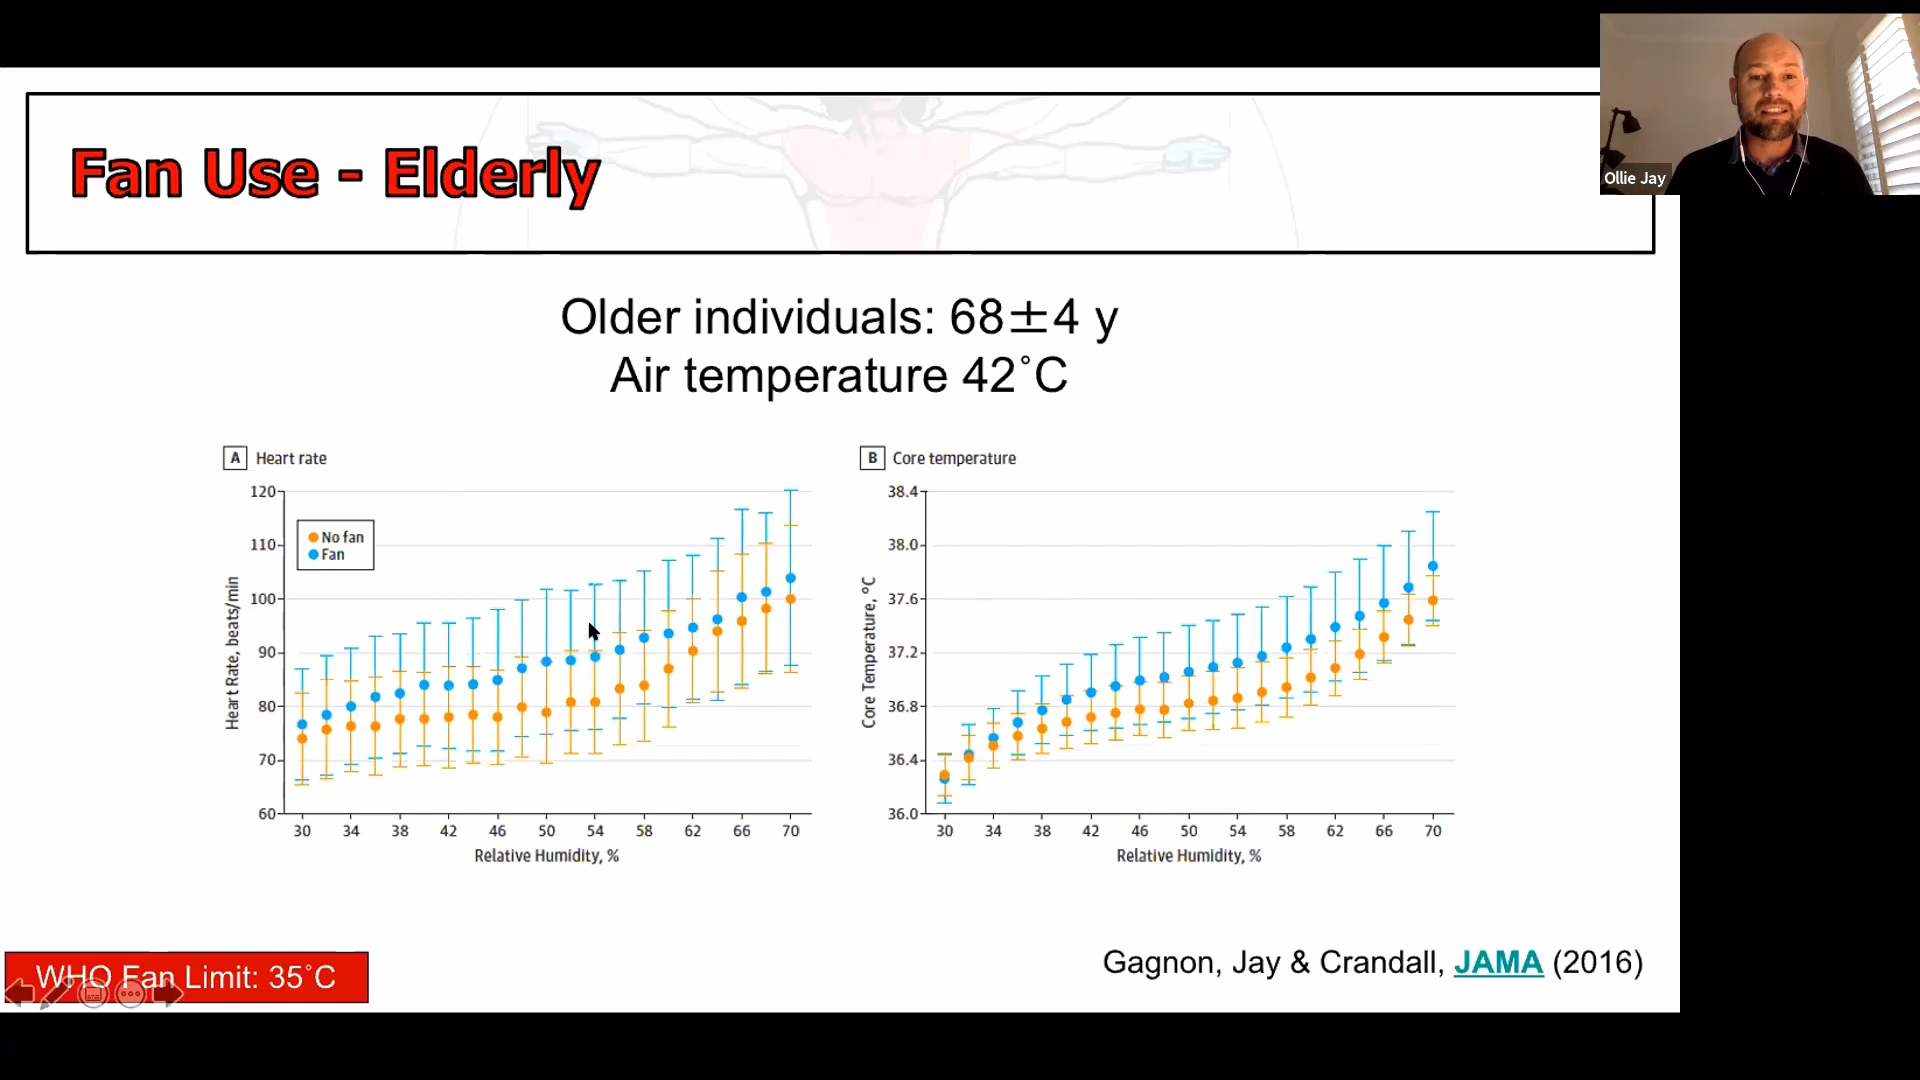 Ollie Jay
Fan Use - Elderly
Older individuals: 68±4 y
Air temperature 42˚C
A Heart rate
120
110
100
90
80
70
60
No fan
Fan
Heart Rate, beats/min
30 34 38 42 46 50 54 58 62 66 70
Relative Humidity, %
B Core temperature
38.4
38.0
37.6
37.2
36.8
36.4
36.0
Core Temperature, °C
30 34 38 42 46 50 54 58 62 66 70
Relative Humidity, %
WHO Fan Limit: 35˚C
Gagnon, Jay & Crandall, JAMA (2016)